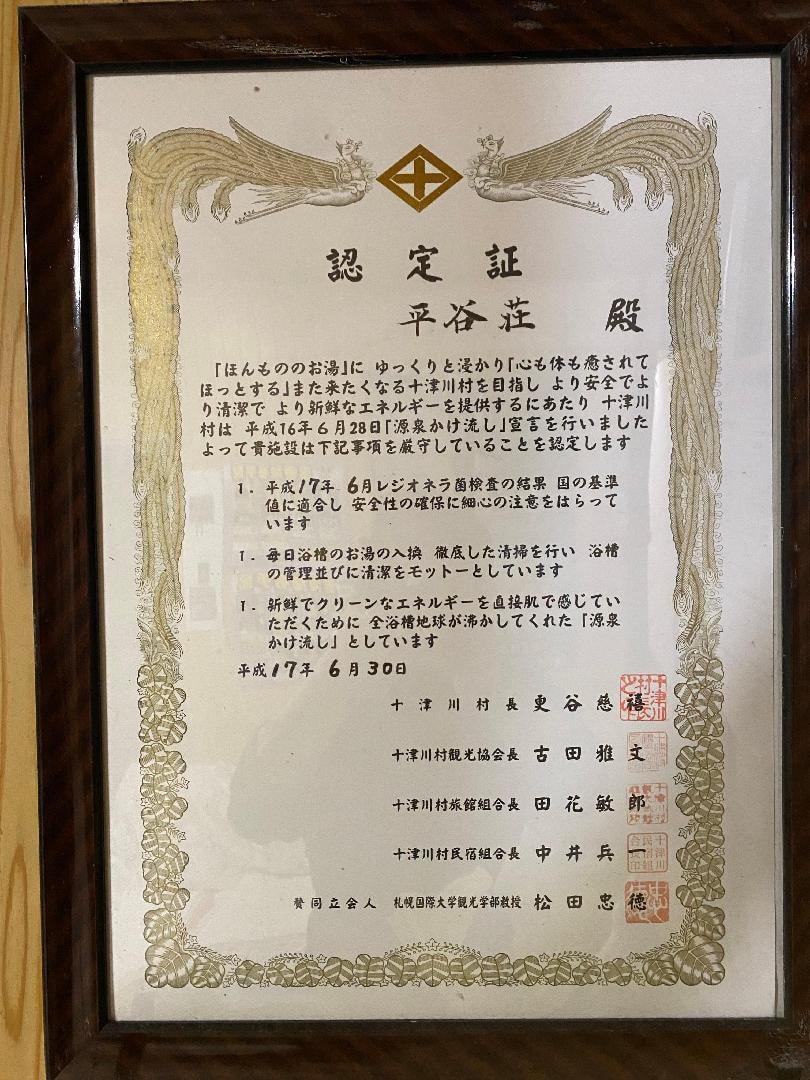 認定証
平谷荘 殿
「ほんもののお湯」に ゆっくりと浸かり「心も体も癒されて
ほっとする」また来たくなる十津川村を目指し より安全でよ
り清潔で より新鮮なエネルギーを提供するにあたり 十津川
村は 平成16年6月28日「源泉かけ流し」宣言を行いました
よって貴施設は下記事項を厳守していることを認定します
1. 平成17年 6月レジオネラ菌検査の結果 国の基準
値に適合し 安全性の確保に細心の注意をはらって
います
1. 毎日浴槽のお湯の入換 徹底した清掃を行い 浴槽
の管理並びに清潔をモットーとしています
1. 新鮮でクリーンなエネルギーを直接肌で感じてい
ただくために 全浴槽地球が沸かしてくれた「源泉
かけ流し」としています
平成17年 6月30日
十津川村長 更谷慈禧
十津川村観光協会長 古田雅文
十津川村旅館組合長 田花敏郎
十津川村民宿組合長 中井兵一
賛同立会人 札幌国際大学観光学部教授 松田忠徳